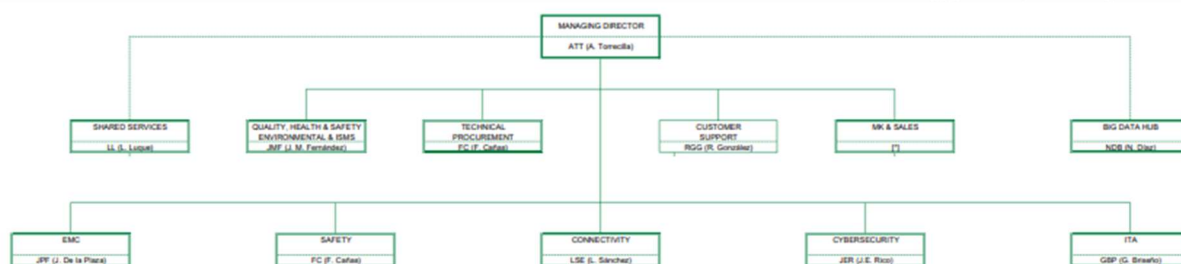 MANAGING DIRECTOR
ATT (A. Torrecilla)
SHARED SERVICES
LL (L. Luque)
QUALITY, HEALTH & SAFETY
ENVIRONMENTAL & ISMS
JMF (J. M. Fernández)
TECHNICAL
PROCUREMENT
FC (F. Cañas)
CUSTOMER
SUPPORT
RGG (R. González)
MK & SALES
[*]
BIG DATA HUB
NDB (N. Díaz)
EMC
JPF (J. De la Plaza)
SAFETY
FC (F. Cañas)
CONNECTIVITY
LSE (L. Sánchez)
CYBERSECURITY
JER (J.E. Rico)
ITA
GBP (G. Briseño)